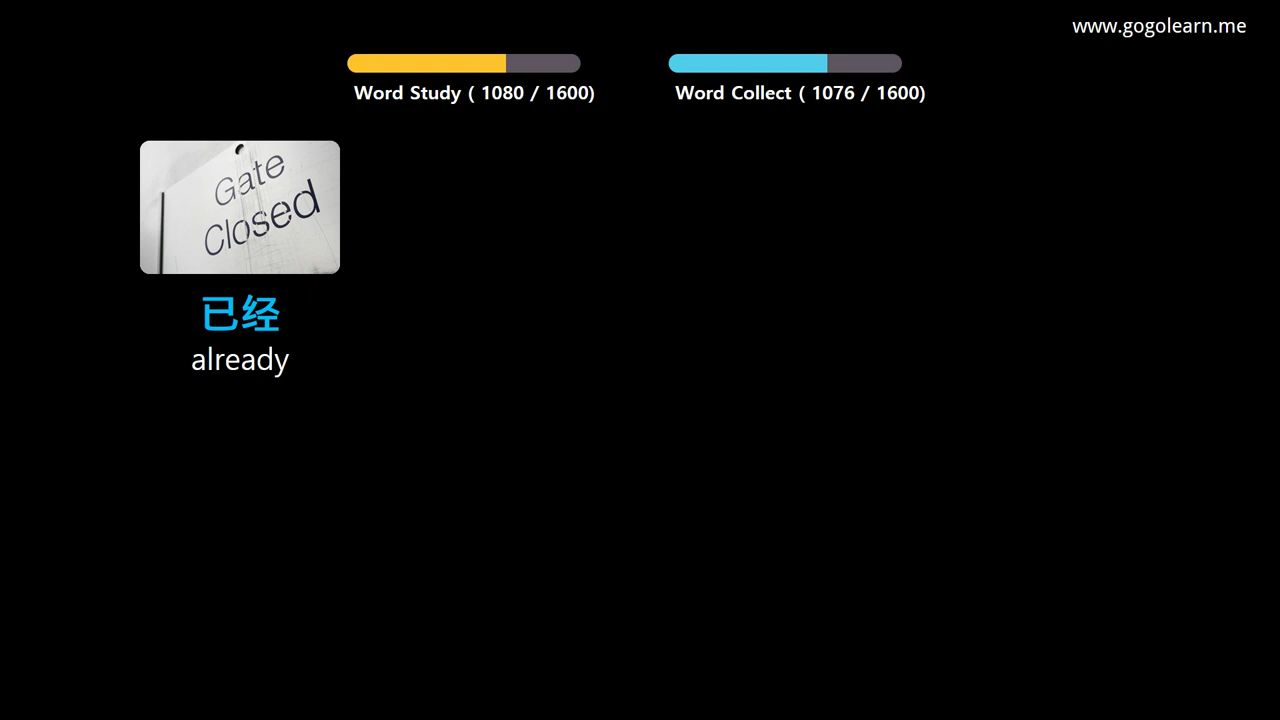 www.gogolearn.me
Word Study ( 1080 / 1600)
Word Collect ( 1076 / 1600)
Gate
Closed
已经
already